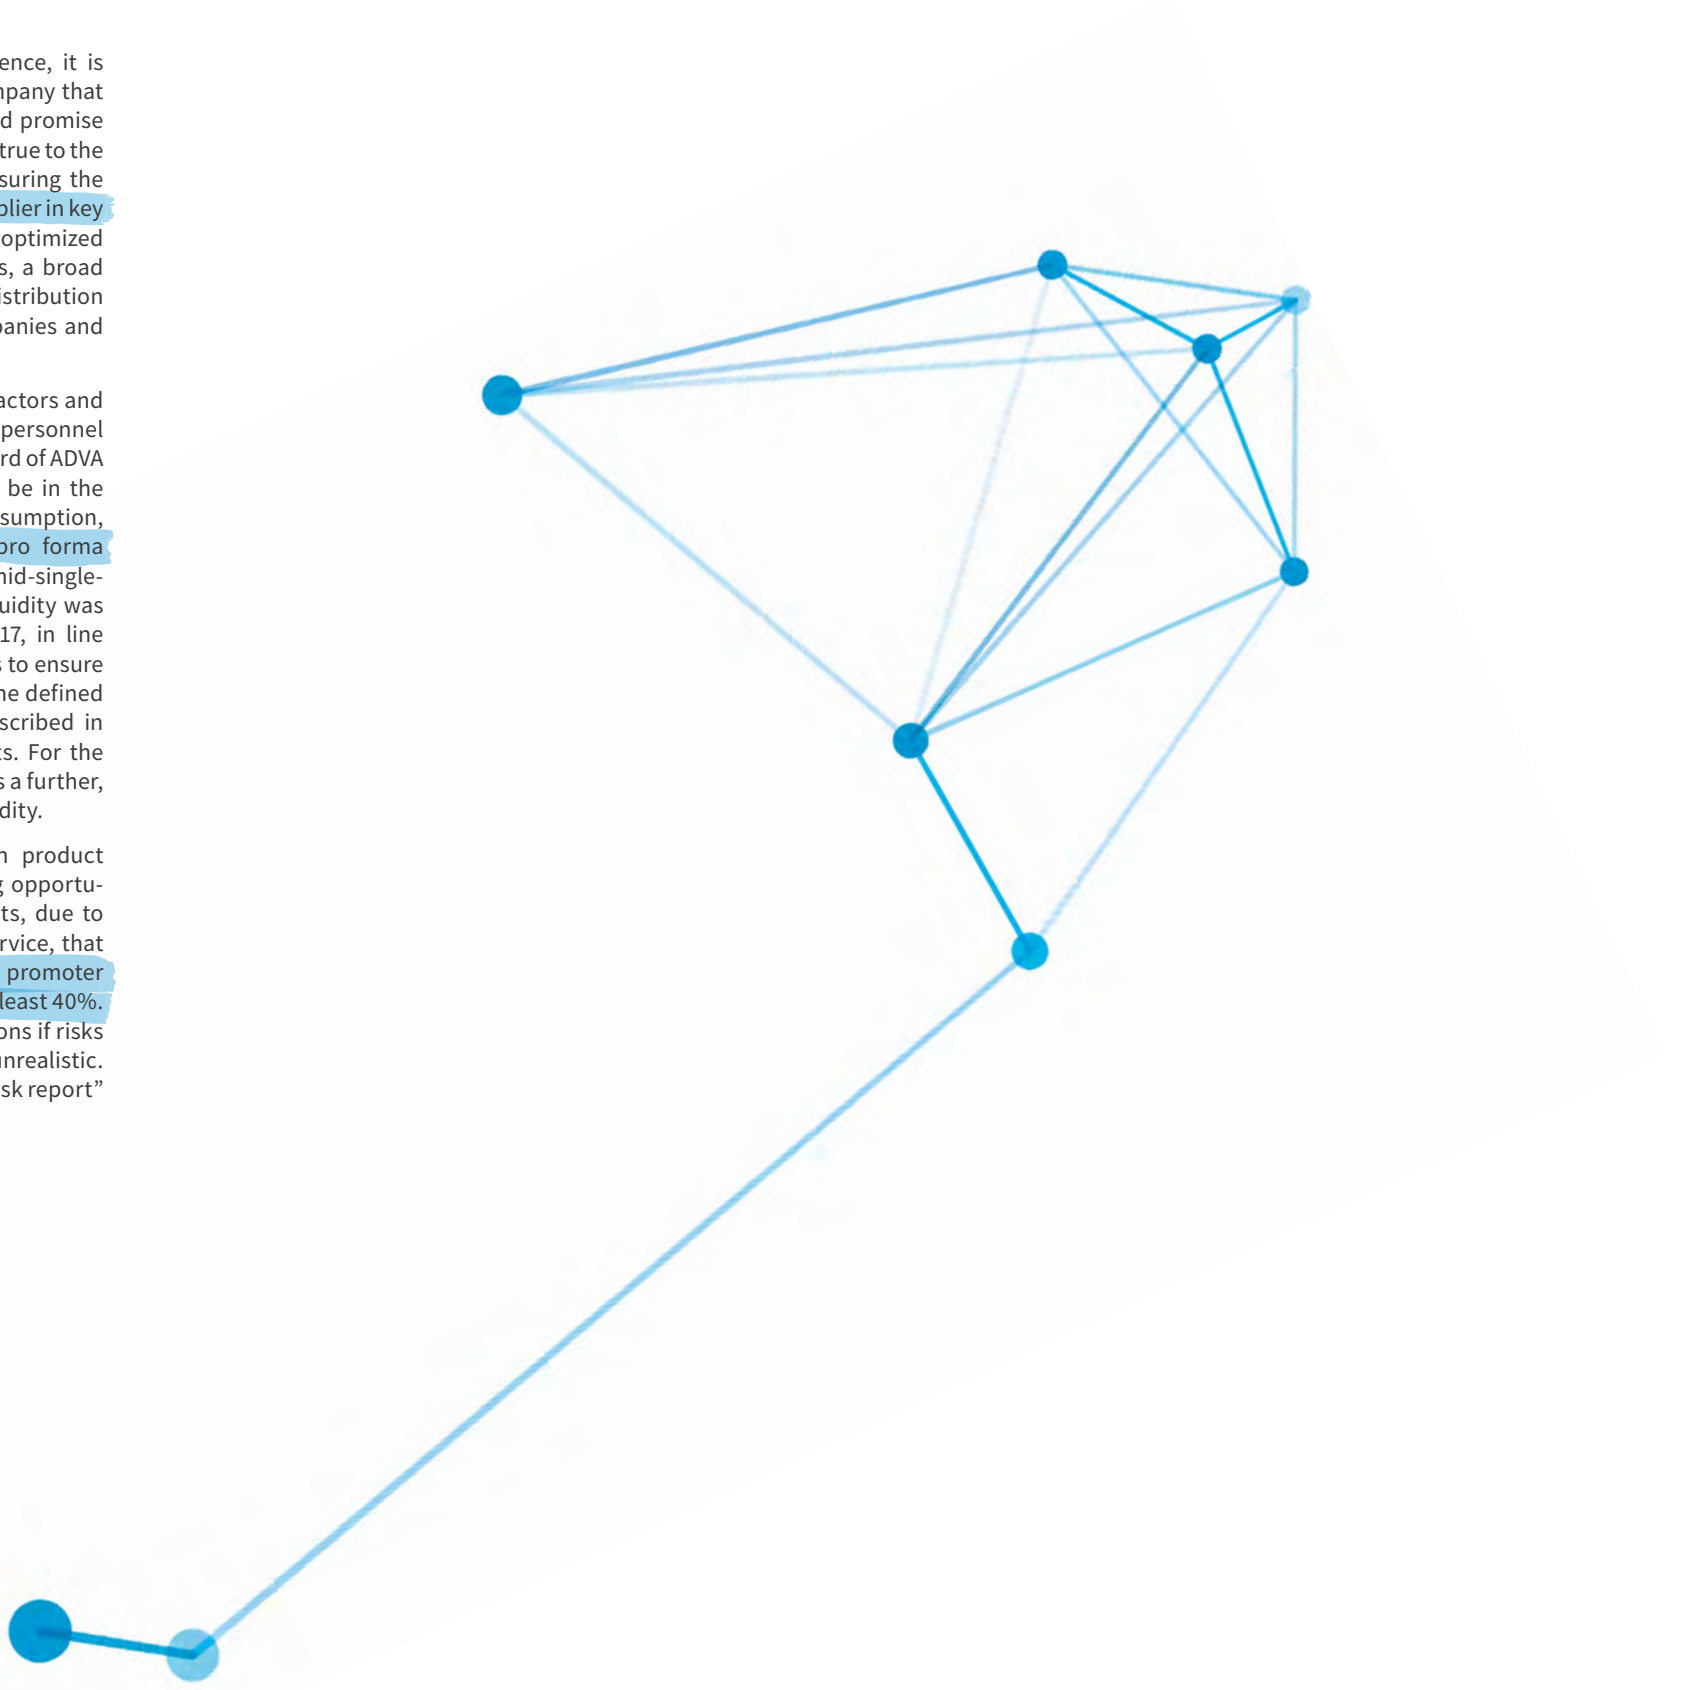 ence, it is
mpany that
d promise
true to the
suring the
plier in key
optimized
s, a broad
istribution
panies and
actors and
personnel
rd of ADVA
be in the
sumption,
pro forma
mid-single-
uidity was
17, in line
s to ensure
he defined
scribed in
ts. For the
s a further,
dity.
n product
g opportu-
ts, due to
rvice, that
promoter
least 40%.
ons if risks
unrealistic.
sk report”